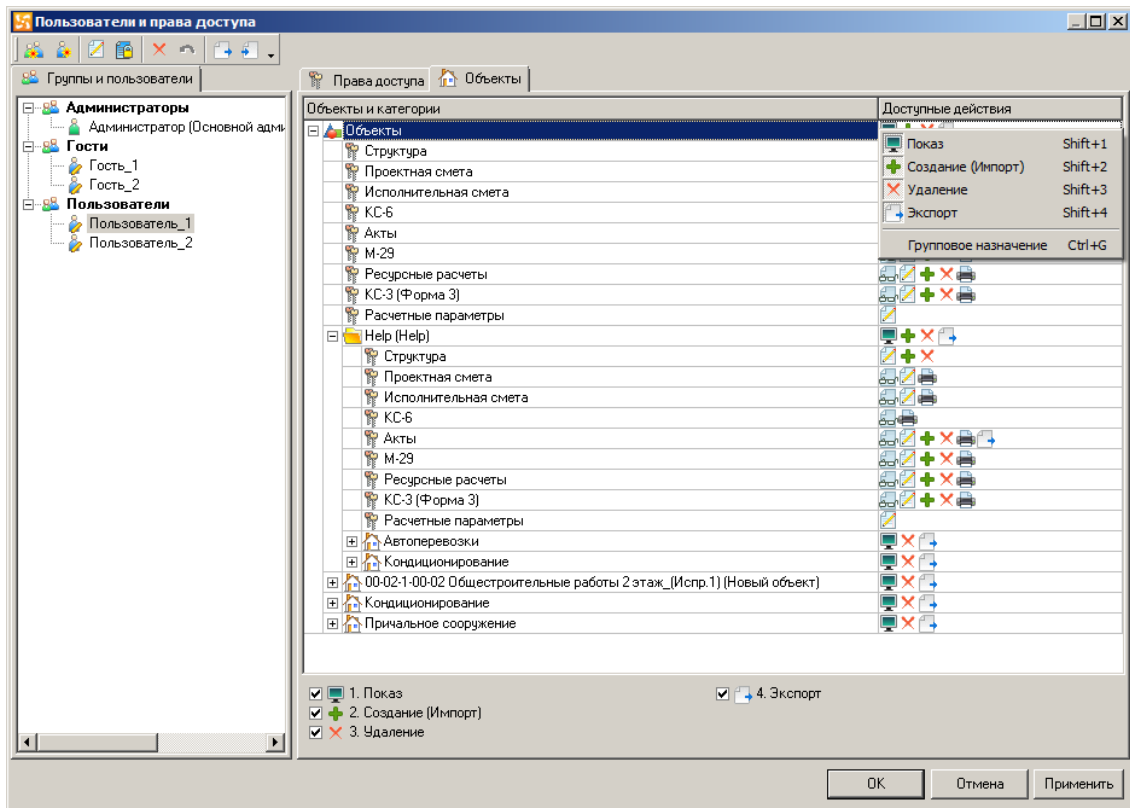 Пользователи и права доступа
Группы и пользователи
Права доступа
Объекты
Администраторы
Администратор (Основной адми
Гости
Гость_1
Гость_2
Пользователи
Пользователь_1
Пользователь_2
Объекты и категории
Доступные действия
Объекты
Структура
Проектная смета
Исполнительная смета
КС-6
Акты
М-29
Ресурсные расчеты
КС-3 (Форма 3)
Расчетные параметры
Help (Help)
Структура
Проектная смета
Исполнительная смета
КС-6
Акты
М-29
Ресурсные расчеты
КС-3 (Форма 3)
Расчетные параметры
Автоперевозки
Кондиционирование
00-02-1-00-02 Общестроительные работы 2 этаж_(Испр.1) (Новый объект)
Кондиционирование
Причальное сооружение
Показ Shift+1
Создание (Импорт) Shift+2
Удаление Shift+3
Экспорт Shift+4
Групповое назначение Ctrl+G
1. Показ
2. Создание (Импорт)
3. Удаление
4. Экспорт
OK
Отмена
Применить